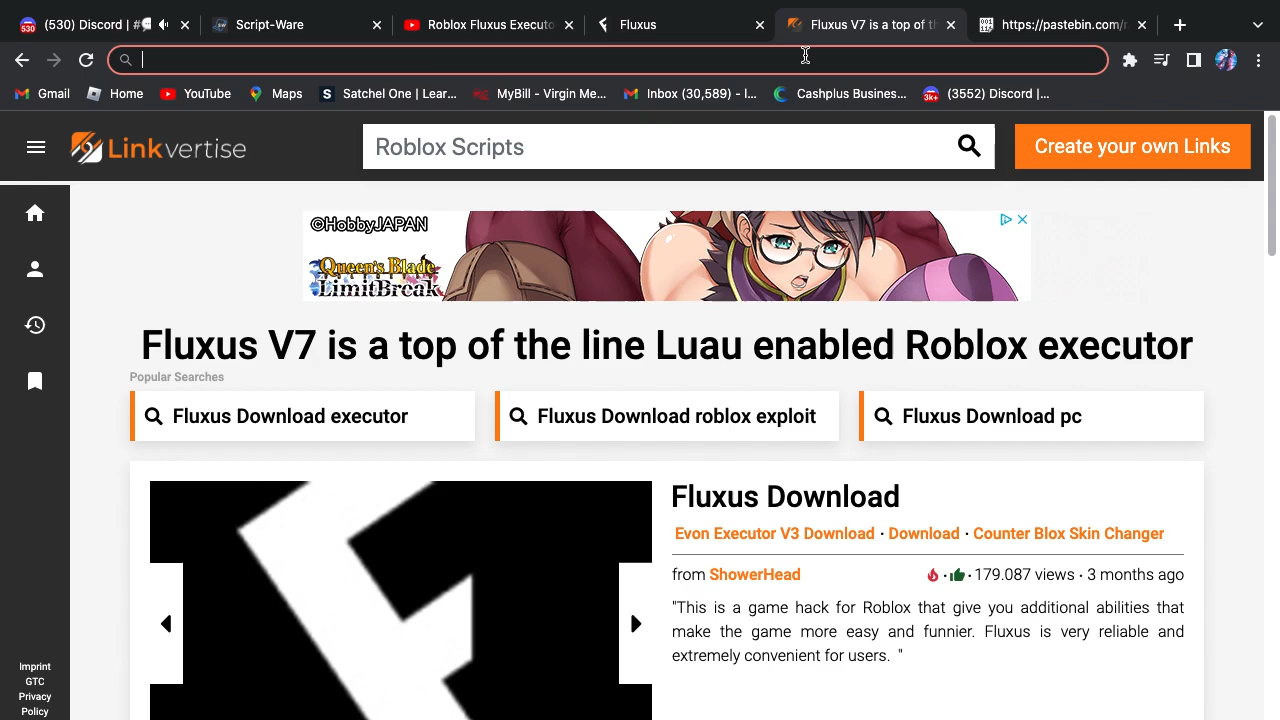 530
(530) Discord | #
Script-Ware
Roblox Fluxus Executo
Fluxus
Fluxus V7 is a top of th
https://pastebin.com/r
Gmail
Home
YouTube
Maps
S
Satchel One | Lear...
MyBill - Virgin Me...
Inbox (30,589) - l...
Cashplus Busines...
3k+
(3552) Discord |...
Linkvertise
Roblox Scripts
Create your own Links
©HobbyJAPAN
Queen's Blade
LimitBreak
Fluxus V7 is a top of the line Luau enabled Roblox executor
Popular Searches
Fluxus Download executor
Fluxus Download roblox exploit
Fluxus Download pc
Fluxus Download
Evon Executor V3 Download · Download · Counter Blox Skin Changer
from ShowerHead
· · 179.087 views · 3 months ago
"This is a game hack for Roblox that give you additional abilities that
make the game more easy and funnier. Fluxus is very reliable and
extremely convenient for users. "
Imprint
GTC
Privacy
Policy